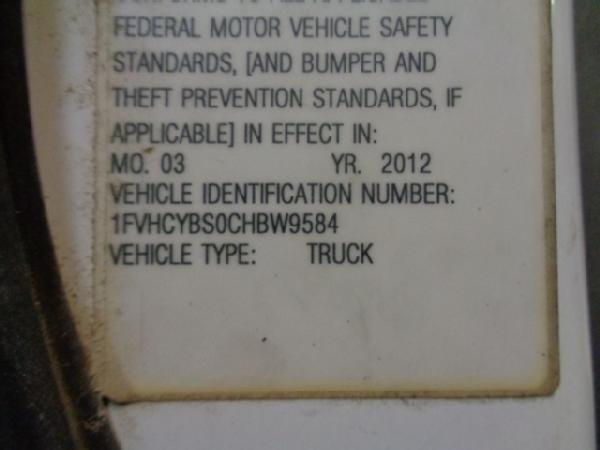 FEDERAL MOTOR VEHICLE SAFETY
STANDARDS, [AND BUMPER AND
THEFT PREVENTION STANDARDS, IF
APPLICABLE] IN EFFECT IN:
MO. 03 YR. 2012
VEHICLE IDENTIFICATION NUMBER:
1FVHCYBS0CHBW9584
VEHICLE TYPE: TRUCK